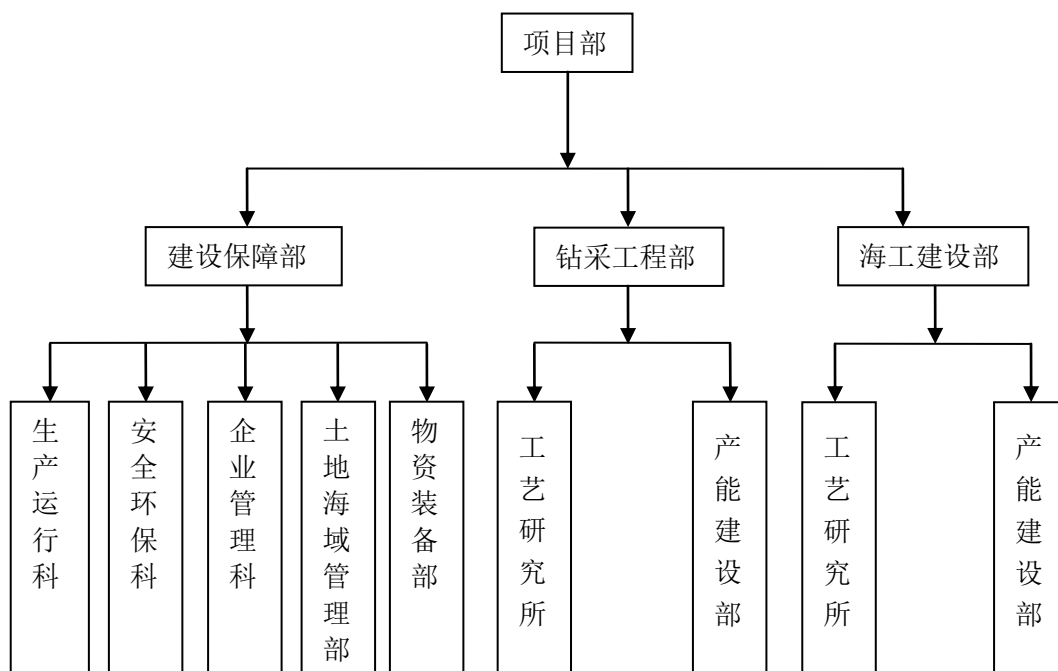 项目部
建设保障部
钻采工程部
海工建设部
生产运行科
安全环保科
企业管理科
土地海域管理部
物资装备部
工艺研究所
产能建设部
工艺研究所
产能建设部